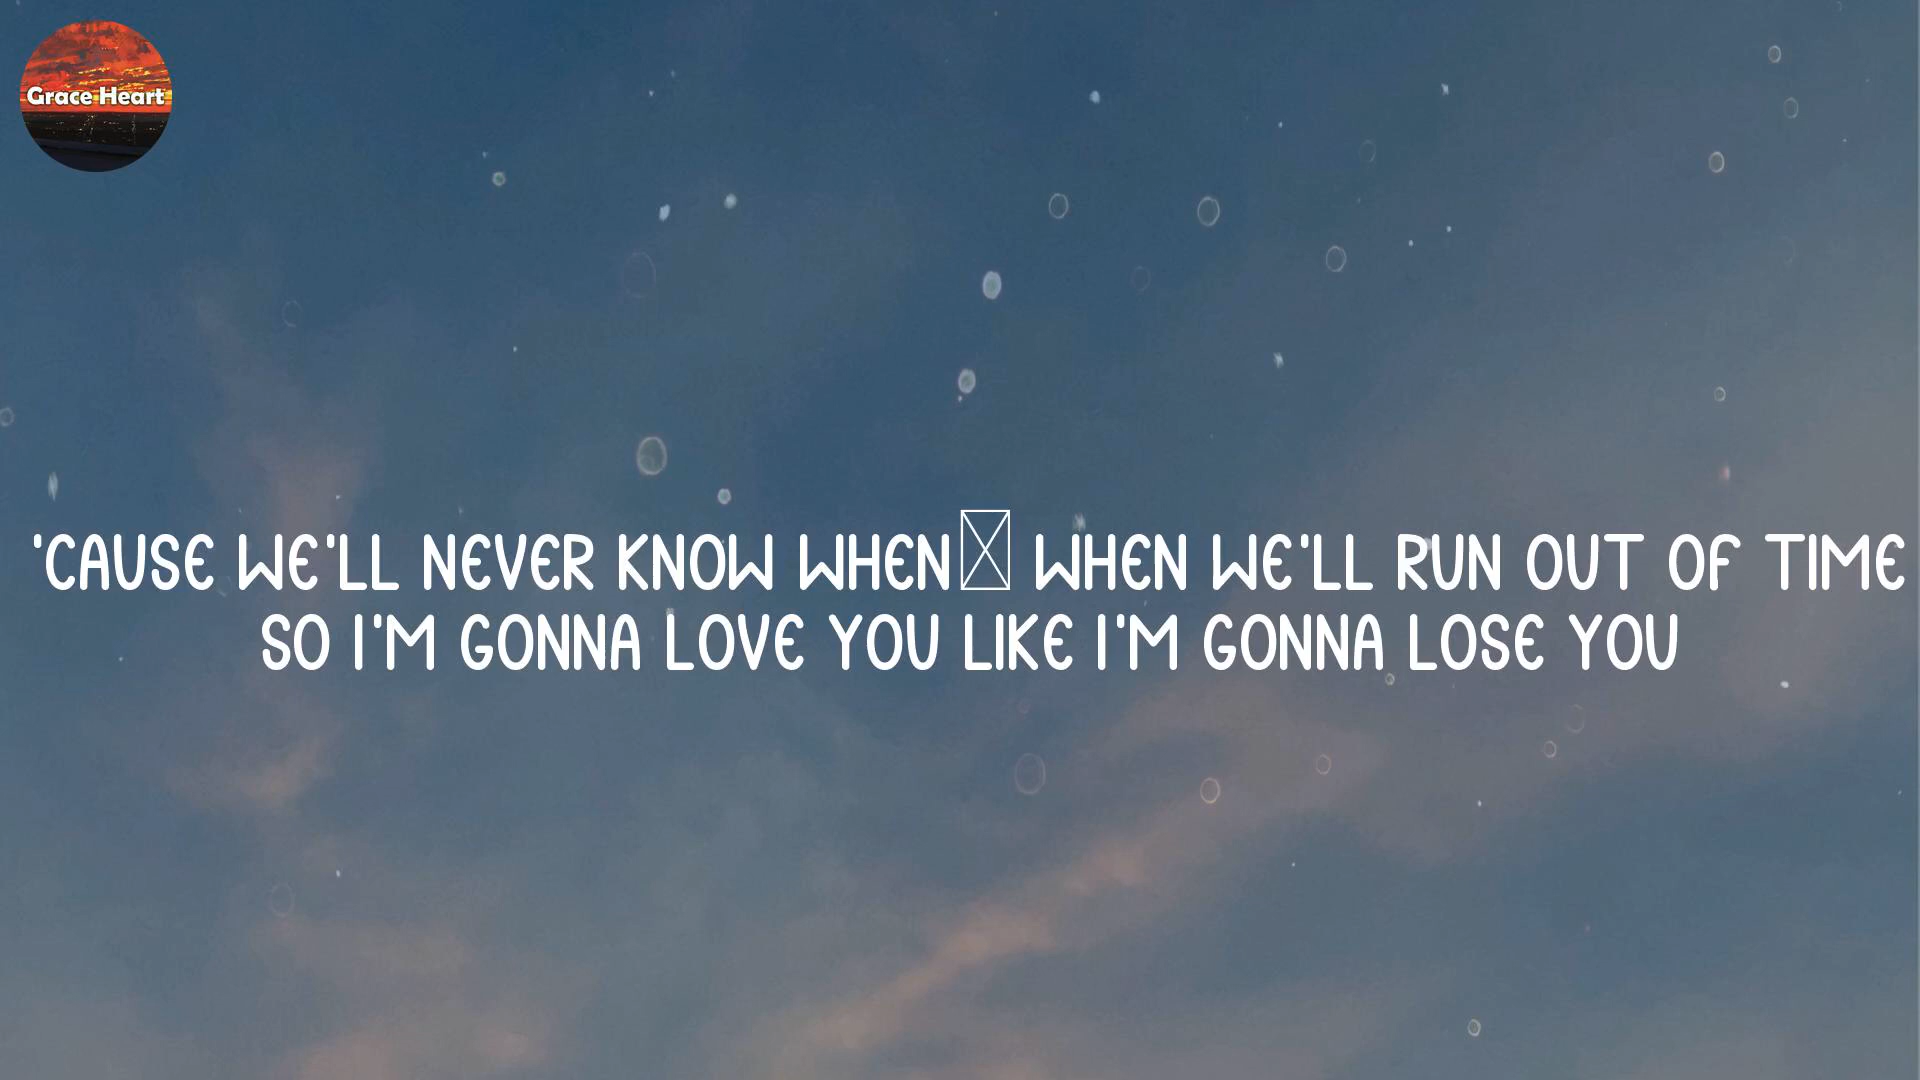 Grace Heart
'CAUSE WE'LL NEVER KNOW WHEN☒ WHEN WE'LL RUN OUT OF TIME
SO I'M GONNA LOVE YOU LIKE I'M GONNA LOSE YOU